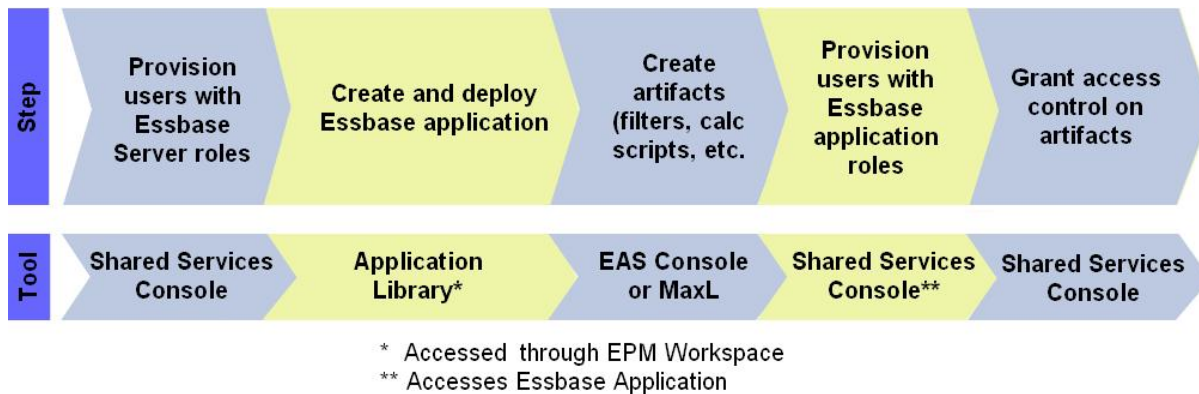 Step
Provision
users with
Essbase
Server roles
Create and deploy
Essbase application
Create
artifacts
(filters, calc
scripts, etc.
Provision
users with
Essbase
application
roles
Grant access
control on
artifacts
Tool
Shared Services
Console
Application
Library*
EAS Console
or MaxL
Shared Services
Console**
Shared Services
Console
* Accessed through EPM Workspace
** Accesses Essbase Application